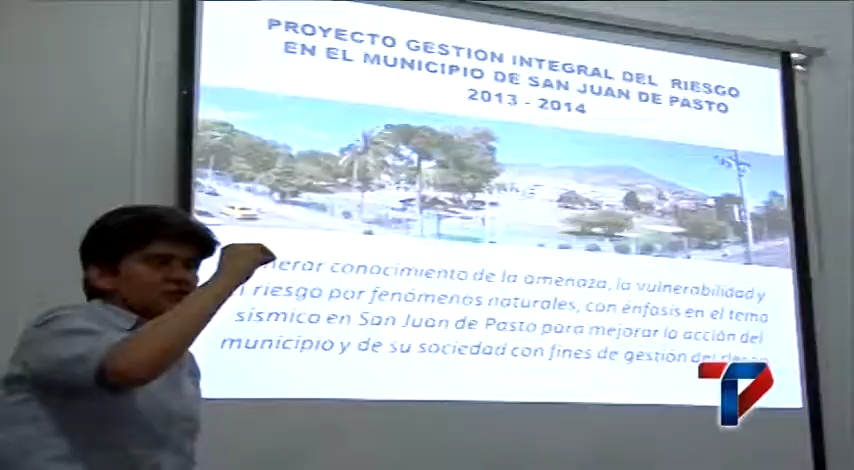 PROYECTO GESTION INTEGRAL DEL RIESGO
EN EL MUNICIPIO DE SAN JUAN DE PASTO
2013 - 2014
nerar conocimiento de la amenaza, la vulnerabilidad y
riesgo por fenómenos naturales, con énfasis en el tema
sísmico en San Juan de Pasto para mejorar la acción del
municipio y de su sociedad con fines de gestión del riesgo